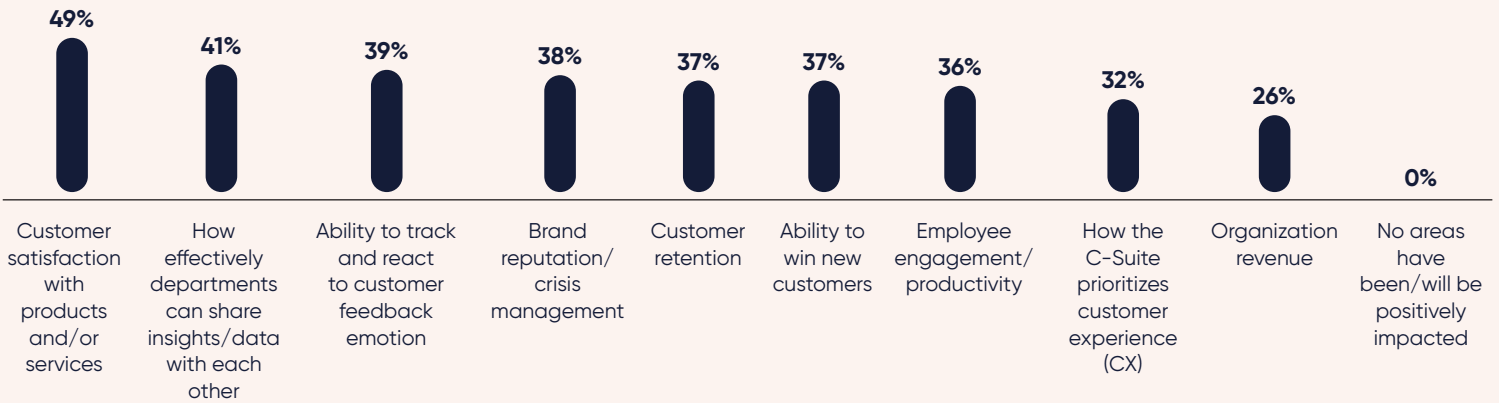 49%
41%
39%
38%
37%
37%
36%
32%
26%
0%
Customer
satisfaction
with
products
and/or
services
How
effectively
departments
can share
insights/data
with each
other
Ability to track
and react
to customer
feedback
emotion
Brand
reputation/
crisis
management
Customer
retention
Ability to
win new
customers
Employee
engagement/
productivity
How the
C-Suite
prioritizes
customer
experience
(CX)
Organization
revenue
No areas
have
been/will be
positively
impacted